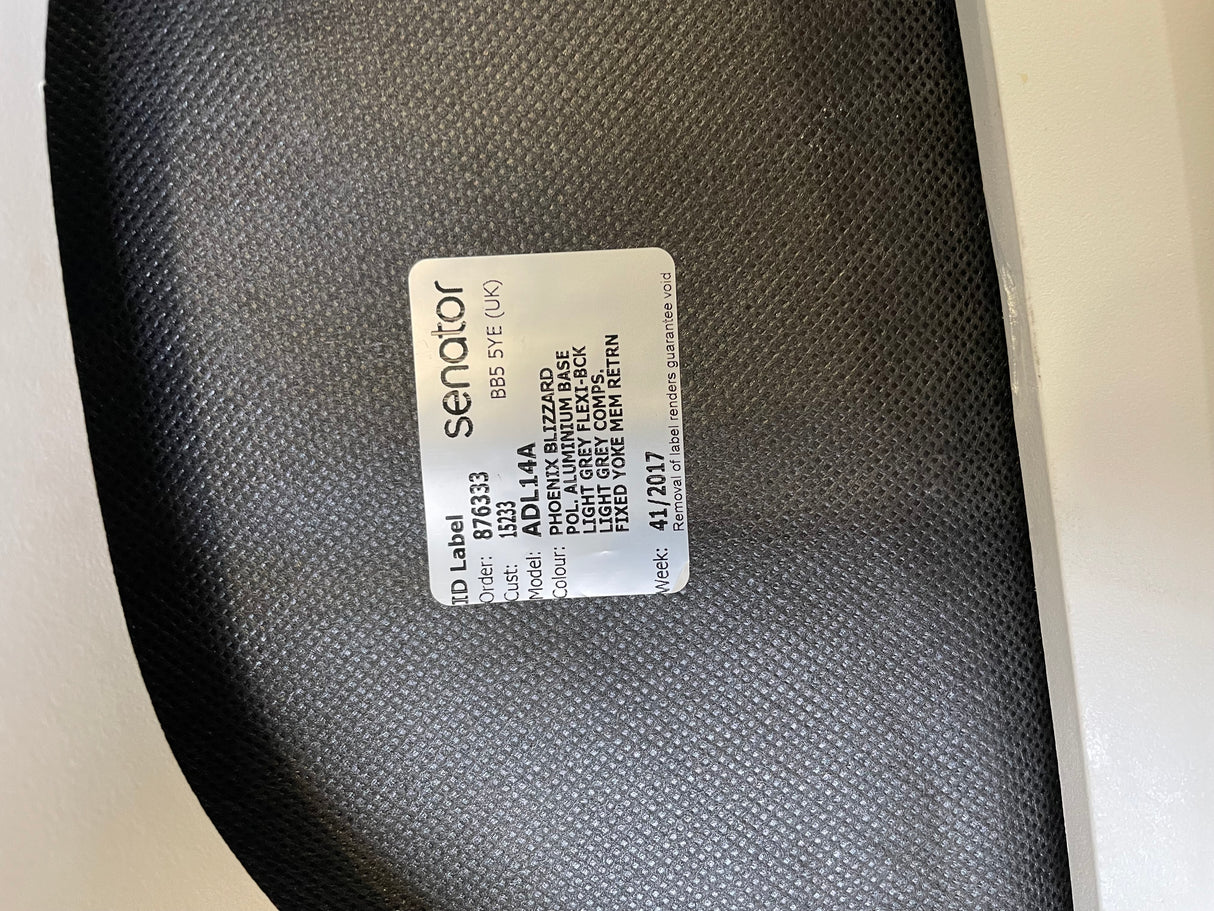 IID Label senator
Order: 876333 BB5 5YE (UK)
Cust: 15233
Model: ADL14A
Colour: PHOENIX BLIZZARD
POL. ALUMINIUM BASE
LIGHT GREY FLEXI-BCK
LIGHT GREY COMPS.
FIXED YOKE MEM RETRN
Week: 41/2017
Removal of label renders guarantee void